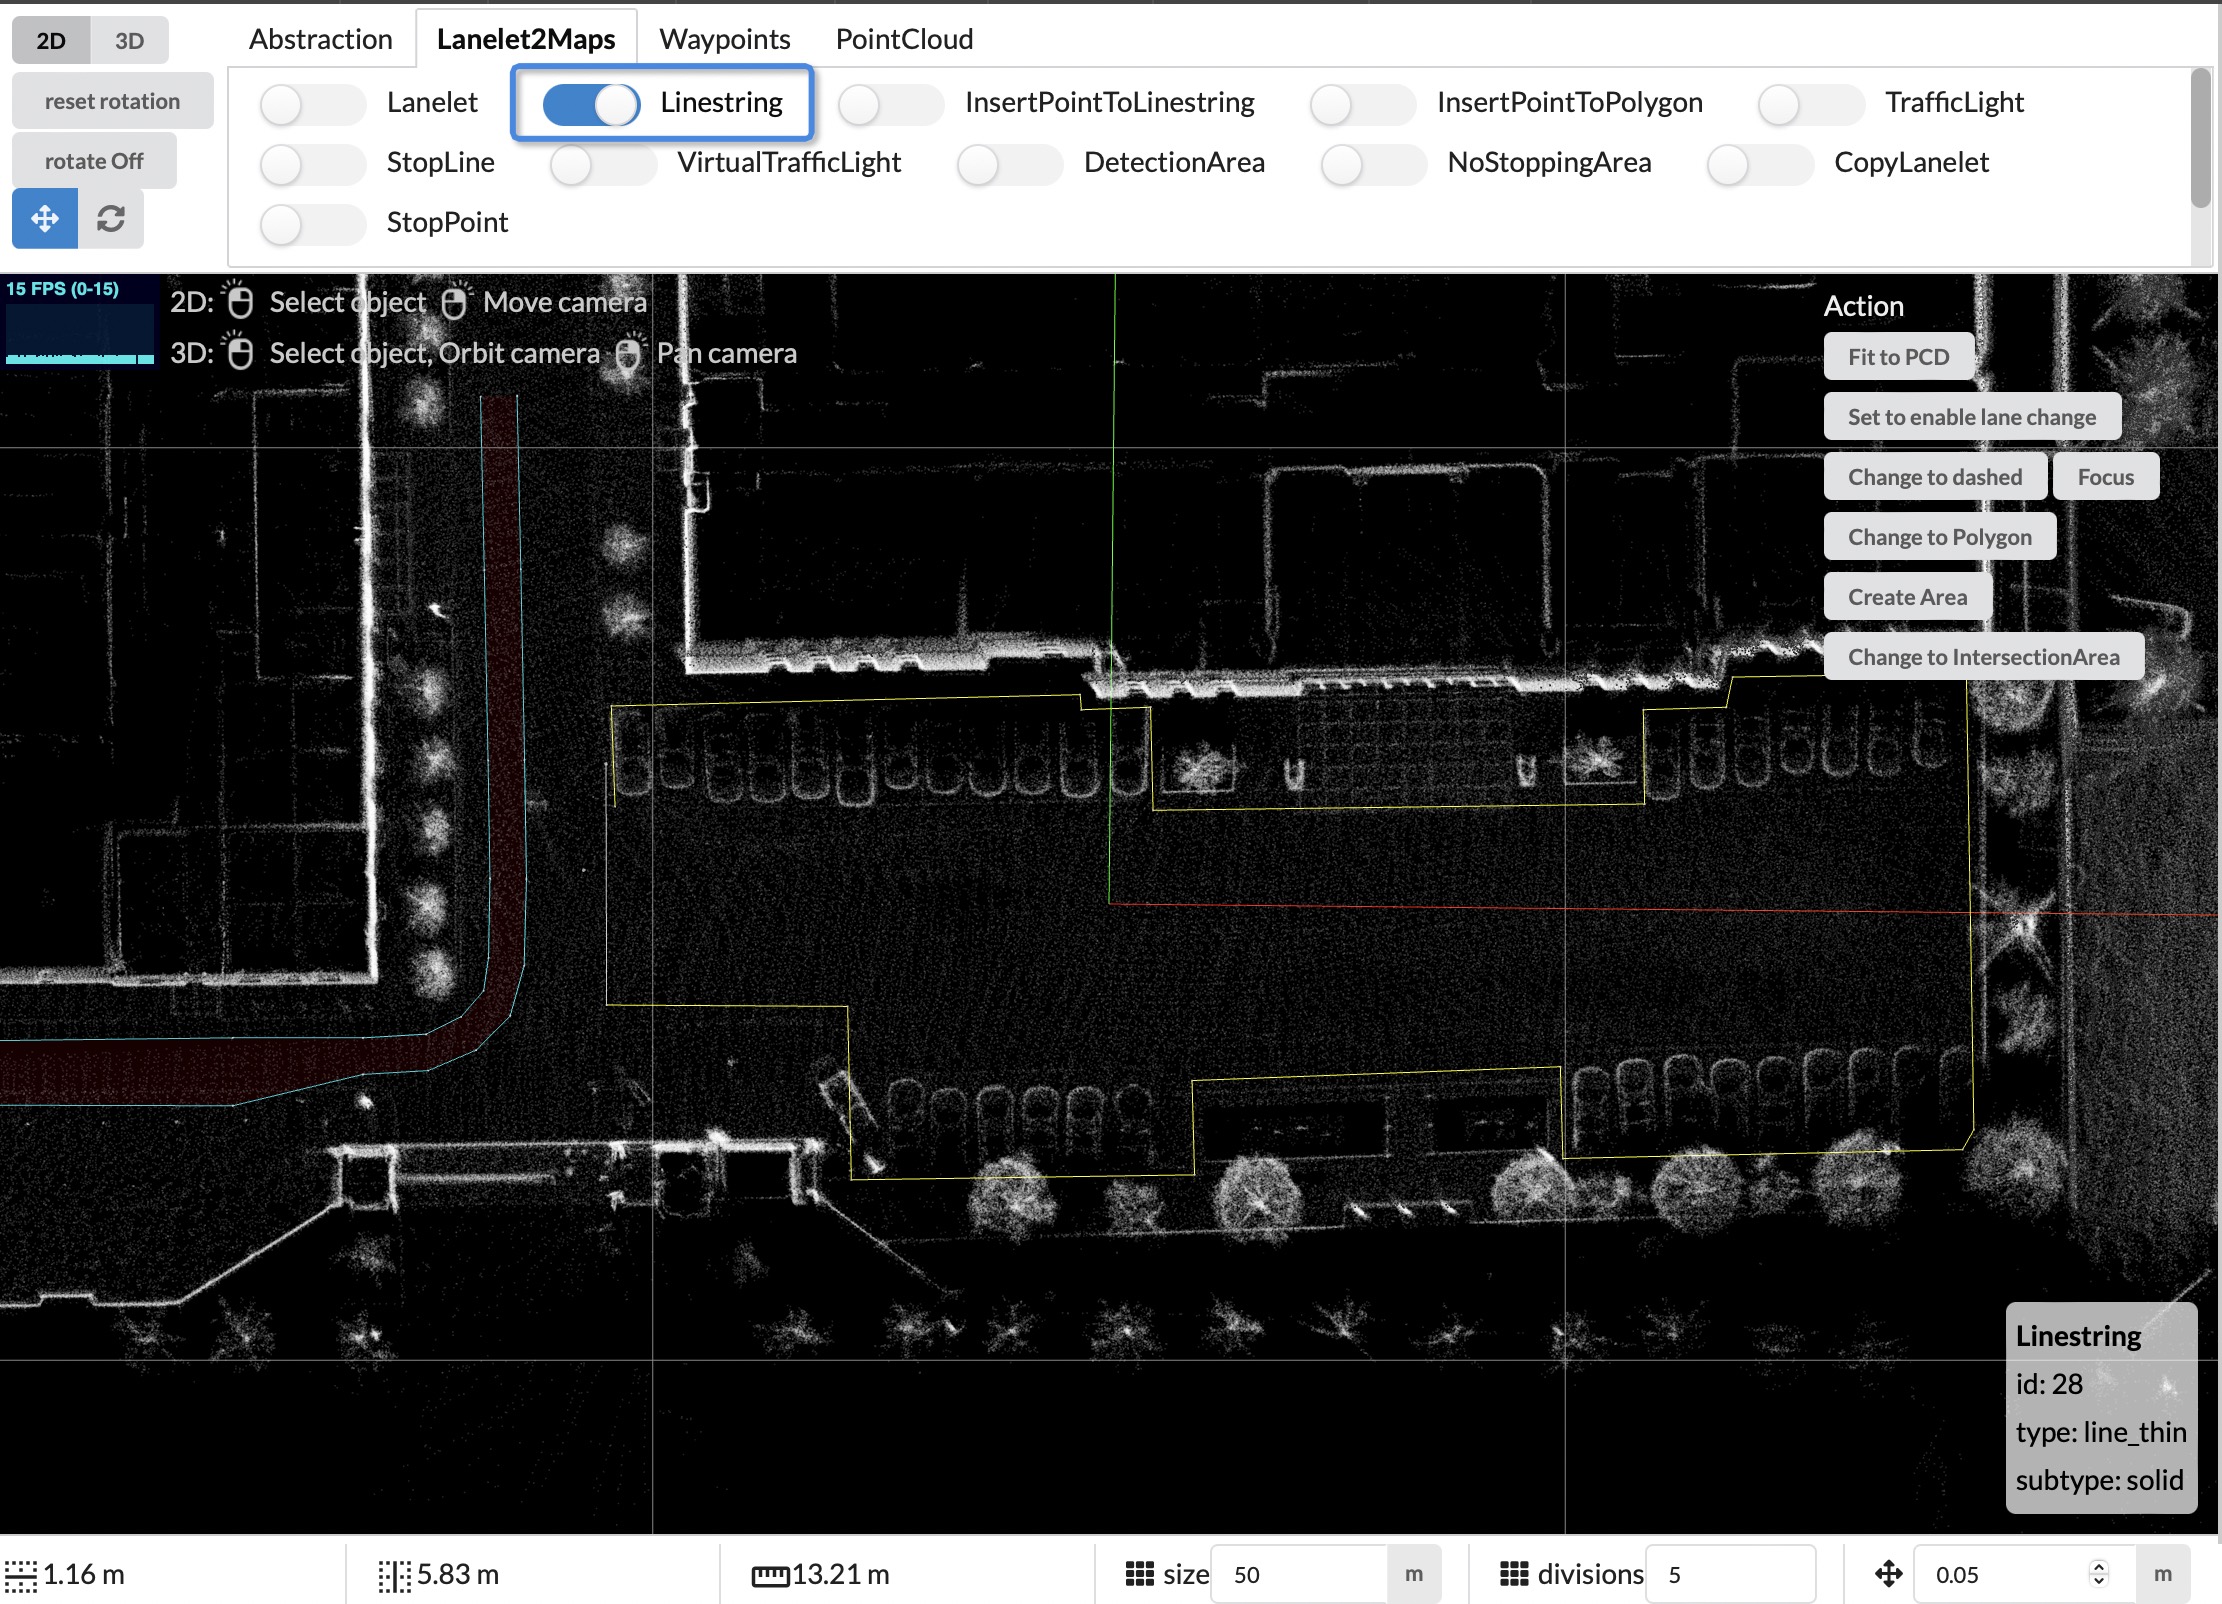 2D 3D
Abstraction Lanelet2Maps Waypoints PointCloud
reset rotation
Lanelet Linestring InsertPointToLinestring InsertPointToPolygon TrafficLight
rotate Off
StopLine VirtualTrafficLight DetectionArea NoStoppingArea CopyLanelet
StopPoint
15 FPS (0-15)
2D: Select object Move camera
3D: Select object, Orbit camera Pan camera
Action
Fit to PCD
Set to enable lane change
Change to dashed Focus
Change to Polygon
Create Area
Change to IntersectionArea
Linestring
id: 28
type: line_thin
subtype: solid
1.16 m 5.83 m 13.21 m size 50 m divisions 5 0.05 m